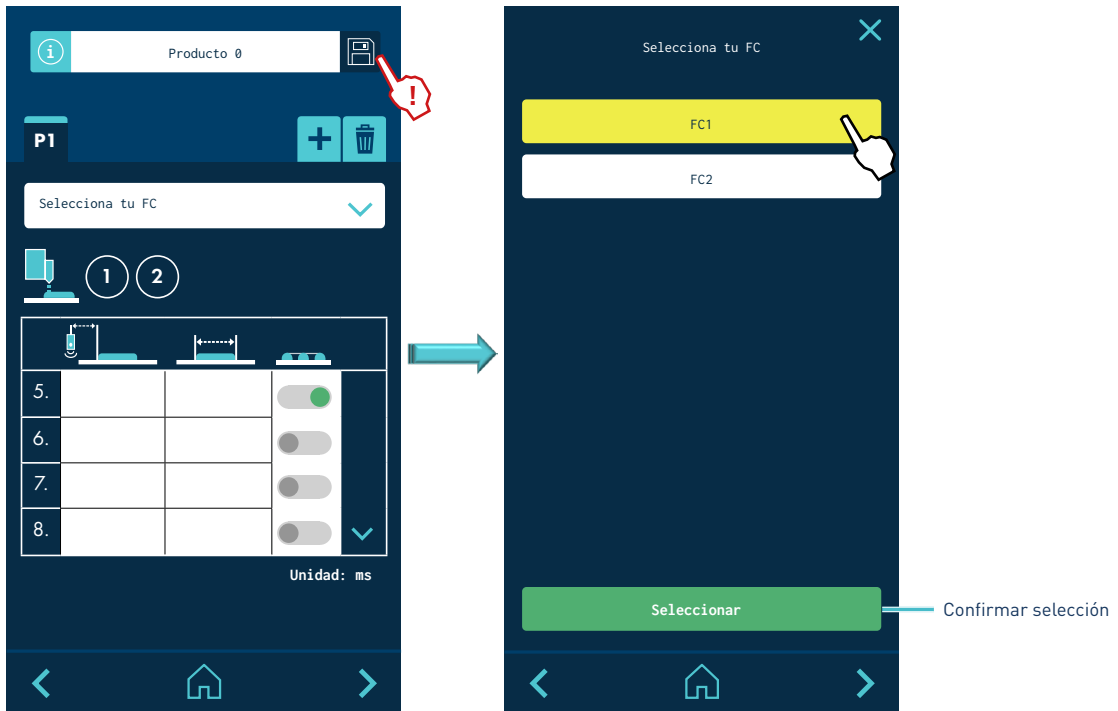 Producto 0
!
P1
Selecciona tu FC
1 2
5.
6.
7.
8.
Unidad: ms
Selecciona tu FC
FC1
FC2
Seleccionar
Confirmar selección